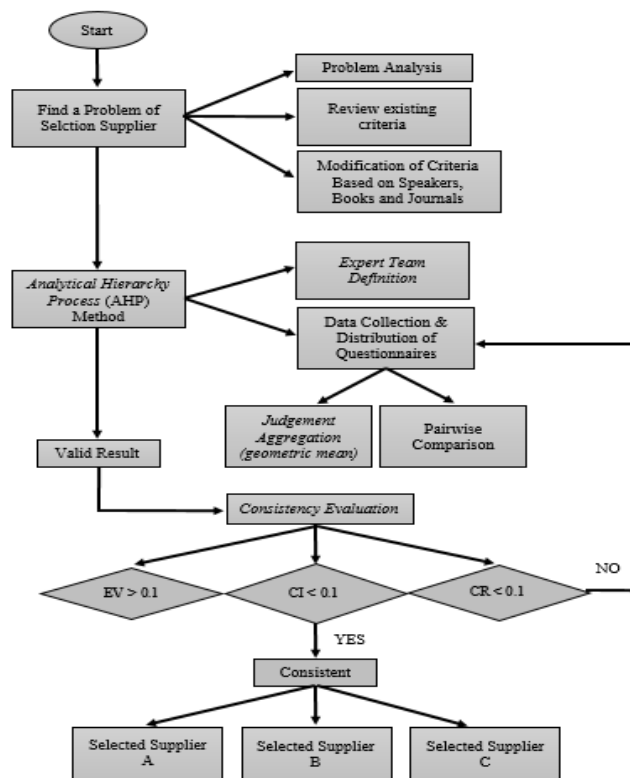 Start
Problem Analysis
Find a Problem of
Selction Supplier
Review existing
criteria
Modification of Criteria
Based on Speakers,
Books and Journals
Analytical Hierarchy
Process (AHP)
Method
Expert Team
Definition
Data Collection &
Distribution of
Questionnaires
Judgement
Aggregation
(geometric mean)
Pairwise
Comparison
Valid Result
Consistency Evaluation
EV > 0.1
CI < 0.1
CR < 0.1
NO
YES
Consistent
Selected Supplier
A
Selected Supplier
B
Selected Supplier
C